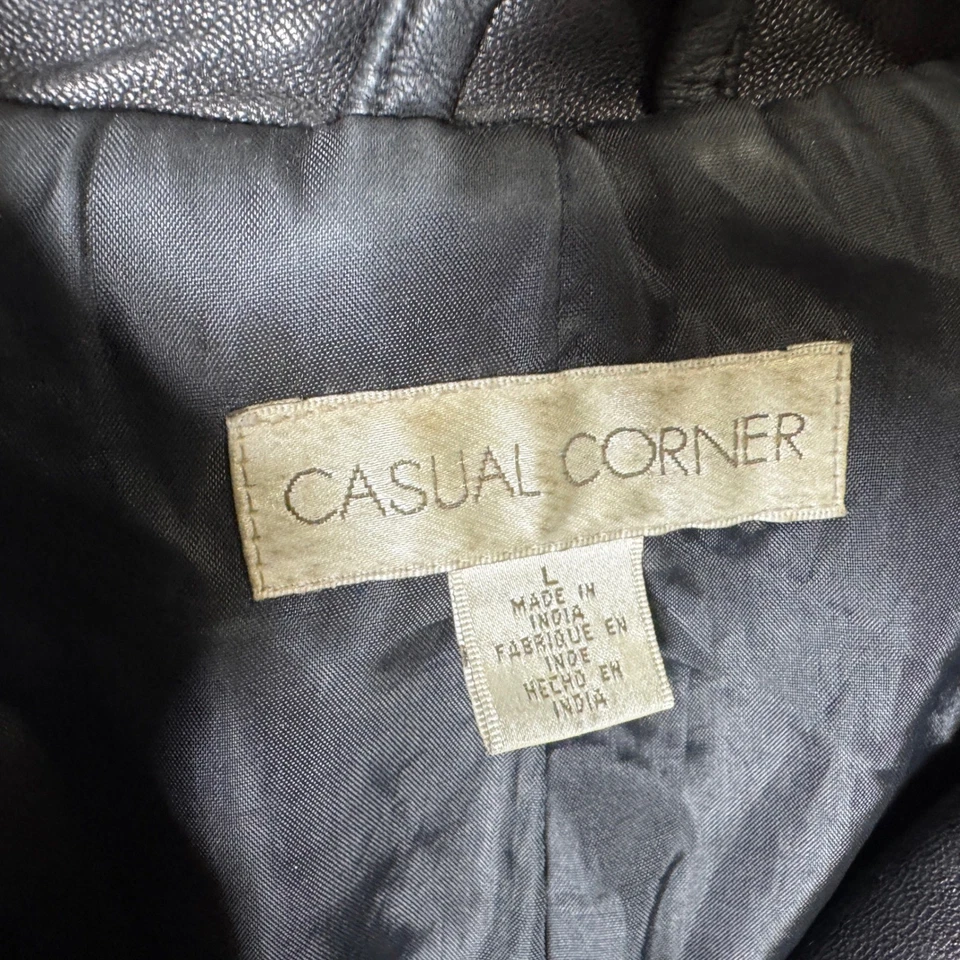 CASUAL CORNER
L
MADE IN
INDIA
FABRIQUE EN
INDE
HECHO EN
INDIA